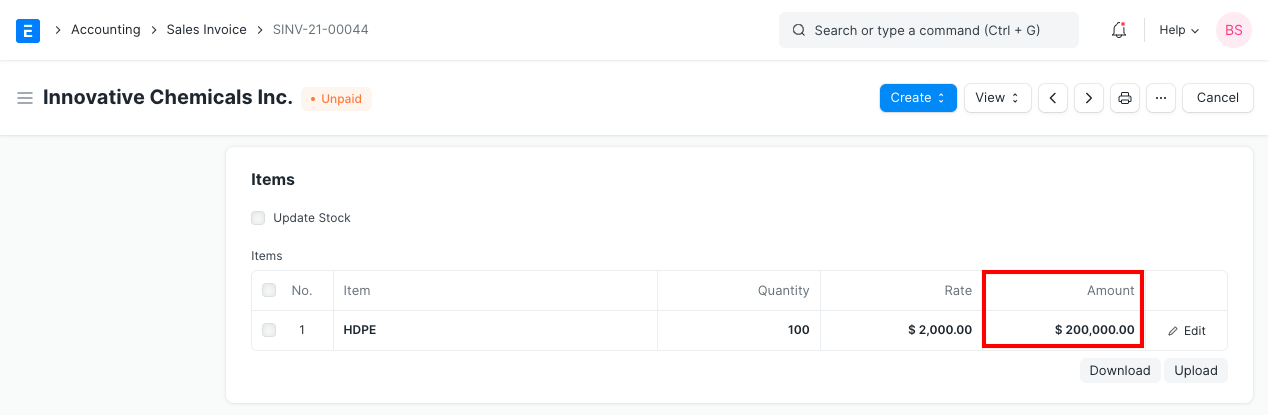 E > Accounting > Sales Invoice > SINV-21-00044 Search or type a command (Ctrl + G) Help BS
Innovative Chemicals Inc. • Unpaid Create View ... Cancel
Items
Update Stock
Items
No. Item Quantity Rate Amount
1 HDPE 100 $ 2,000.00 $ 200,000.00 Edit
Download Upload